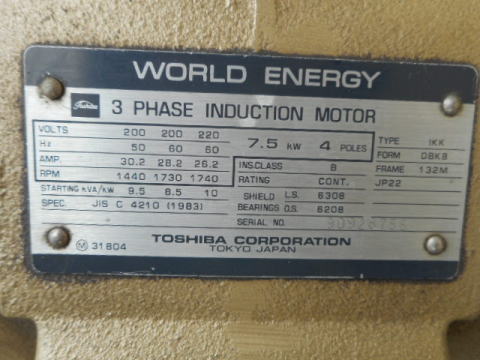 WORLD ENERGY
Toshiba 3 PHASE INDUCTION MOTOR
VOLTS 200 200 220
Hz 50 60 60
AMP. 30.2 28.2 26.2
RPM 1440 1730 1740
STARTING kVA/kW 9.5 8.5 10
SPEC. JIS C 4210 (1983)
7.5 kW 4 POLES
INS.CLASS B
RATING CONT.
SHIELD L.S. 6308
BEARINGS O.S. 6208
SERIAL NO.
TYPE IKK
FORM DBKB
FRAME 132M
JP22
M 31804
TOSHIBA CORPORATION
TOKYO JAPAN